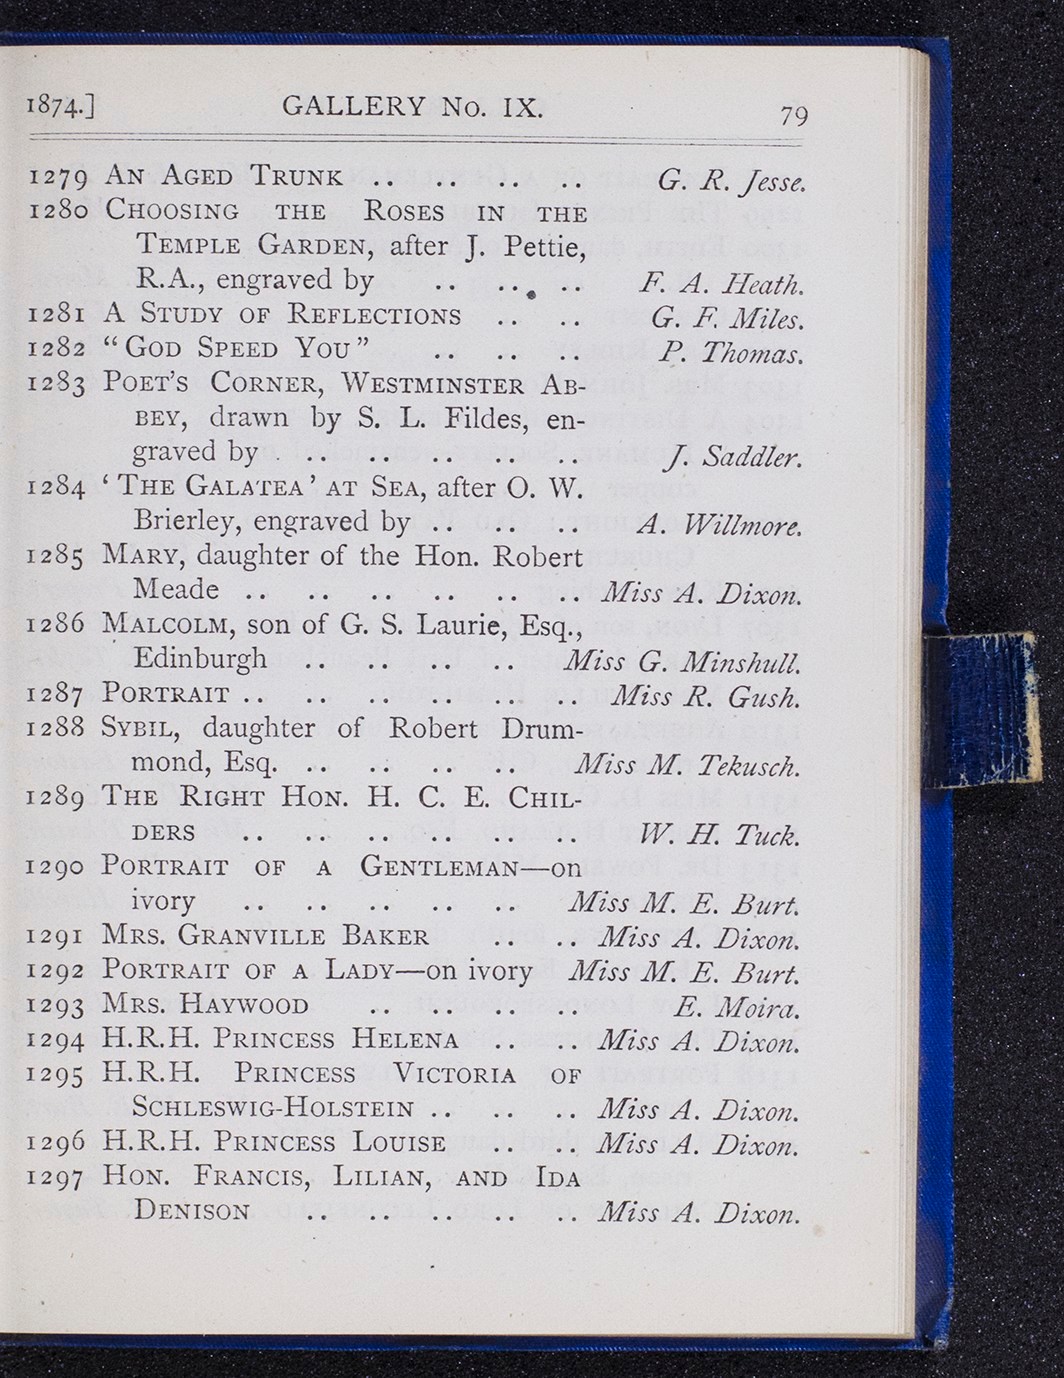 1874.] GALLERY No. IX. 79
1279 AN AGED TRUNK .. .. .. .. G. R. Jesse.
1280 CHOOSING THE ROSES IN THE
TEMPLE GARDEN, after J. Pettie,
R.A., engraved by .. .. .. F. A. Heath.
1281 A STUDY OF REFLECTIONS .. .. G. F. Miles.
1282 “GOD SPEED YOU” .. .. .. P. Thomas.
1283 POET'S CORNER, WESTMINSTER AB-
BEY, drawn by S. L. Fildes, en-
graved by . .. .. .. .. .. J. Saddler.
1284 ‘THE GALATEA’ AT SEA, after O. W.
Brierley, engraved by .. .. .. A. Willmore.
1285 MARY, daughter of the Hon. Robert
Meade .. .. .. .. .. .. Miss A. Dixon.
1286 MALCOLM, son of G. S. Laurie, Esq.,
Edinburgh .. .. .. .. Miss G. Minshull.
1287 PORTRAIT .. .. .. .. .. .. Miss R. Gush.
1288 SYBIL, daughter of Robert Drum-
mond, Esq. .. .. .. .. Miss M. Tekusch.
1289 THE RIGHT HON. H. C. E. CHIL-
DERS .. .. .. .. .. .. W. H. Tuck.
1290 PORTRAIT OF A GENTLEMAN—on
ivory .. .. .. .. .. Miss M. E. Burt.
1291 MRS. GRANVILLE BAKER .. .. Miss A. Dixon.
1292 PORTRAIT OF A LADY—on ivory Miss M. E. Burt.
1293 MRS. HAYWOOD .. .. .. .. E. Moira.
1294 H.R.H. PRINCESS HELENA .. .. Miss A. Dixon.
1295 H.R.H. PRINCESS VICTORIA OF
SCHLESWIG-HOLSTEIN .. .. .. Miss A. Dixon.
1296 H.R.H. PRINCESS LOUISE .. .. Miss A. Dixon.
1297 HON. FRANCIS, LILIAN, AND IDA
DENISON .. .. .. .. .. Miss A. Dixon.